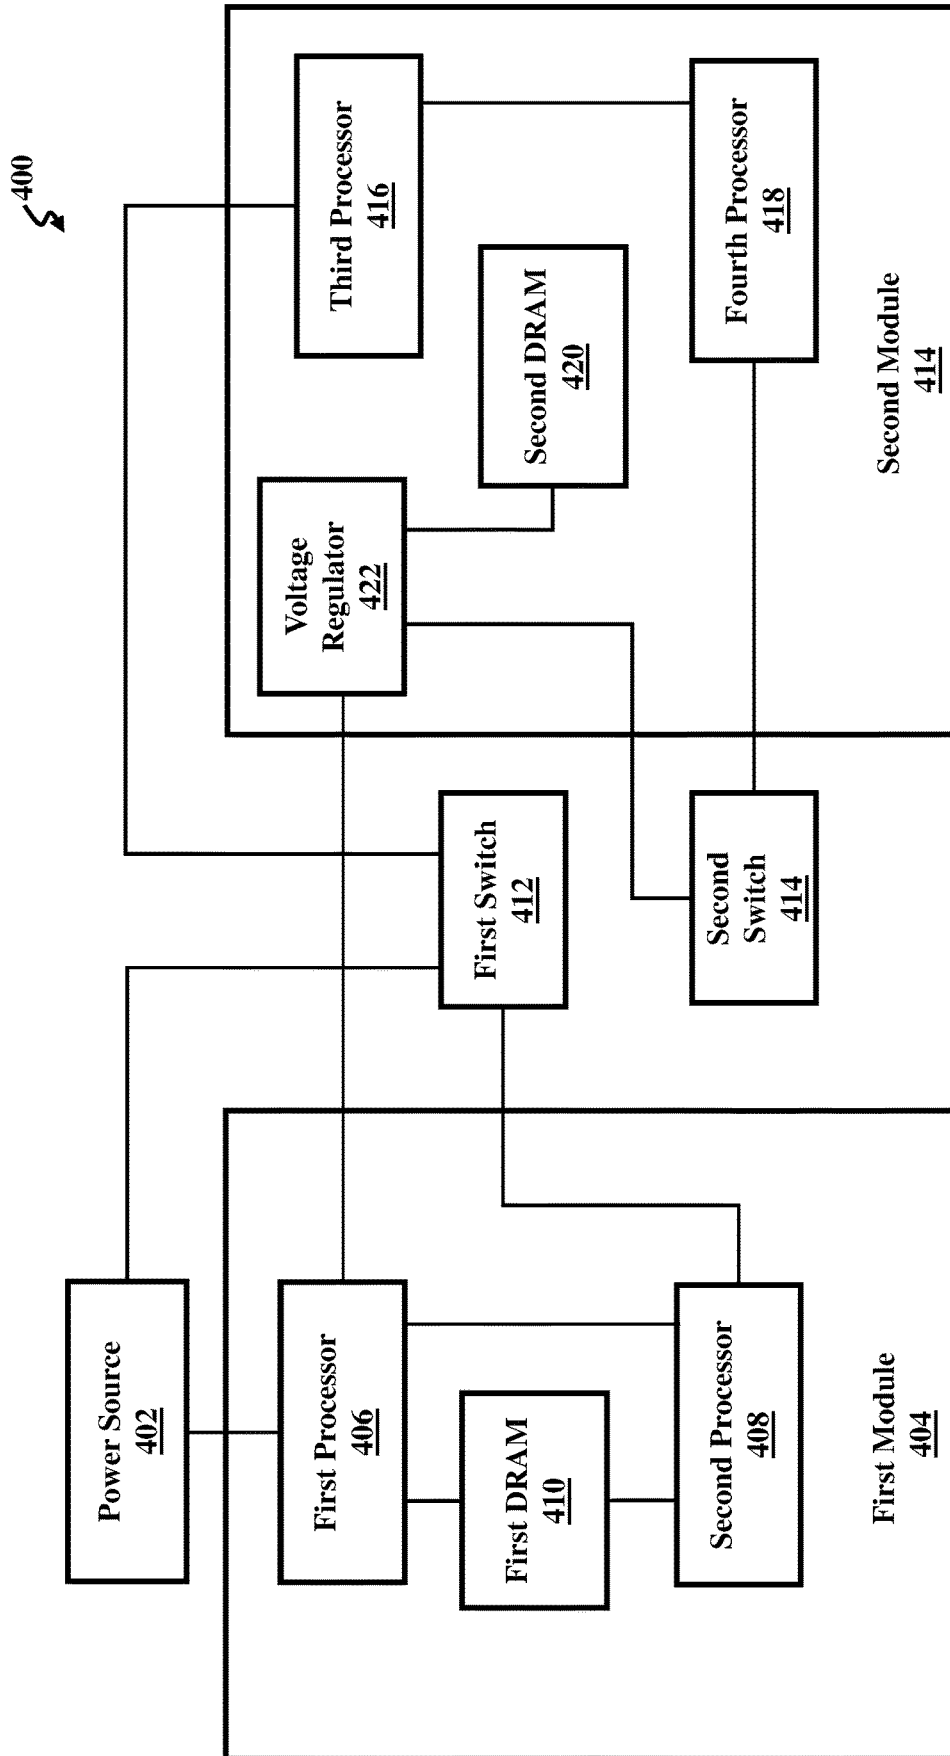 400
Power Source
402
First Processor
406
First DRAM
410
Second Processor
408
First Module
404
First Switch
412
Second
Switch
414
Voltage
Regulator
422
Second DRAM
420
Third Processor
416
Fourth Processor
418
Second Module
414